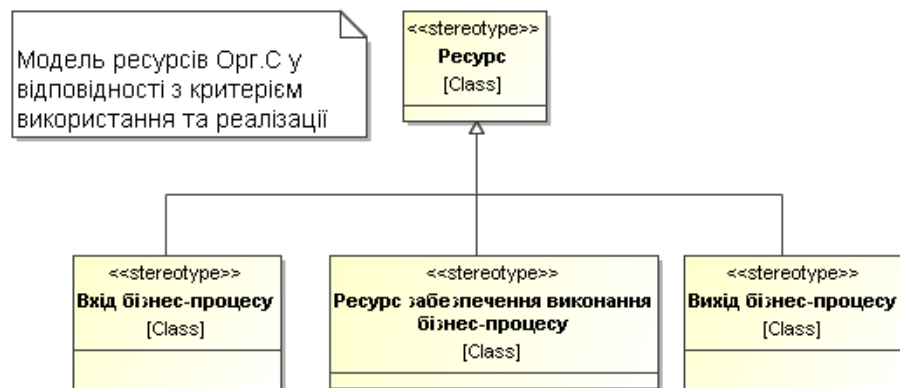 Модель ресурсів Орг.С у
відповідності з критерієм
використання та реалізації
<<stereotype>>
Ресурс
[Class]
<<stereotype>>
Вхід бізнес-процесу
[Class]
<<stereotype>>
Ресурс забезпечення виконання
бізнес-процесу
[Class]
<<stereotype>>
Вихід бізнес-процесу
[Class]